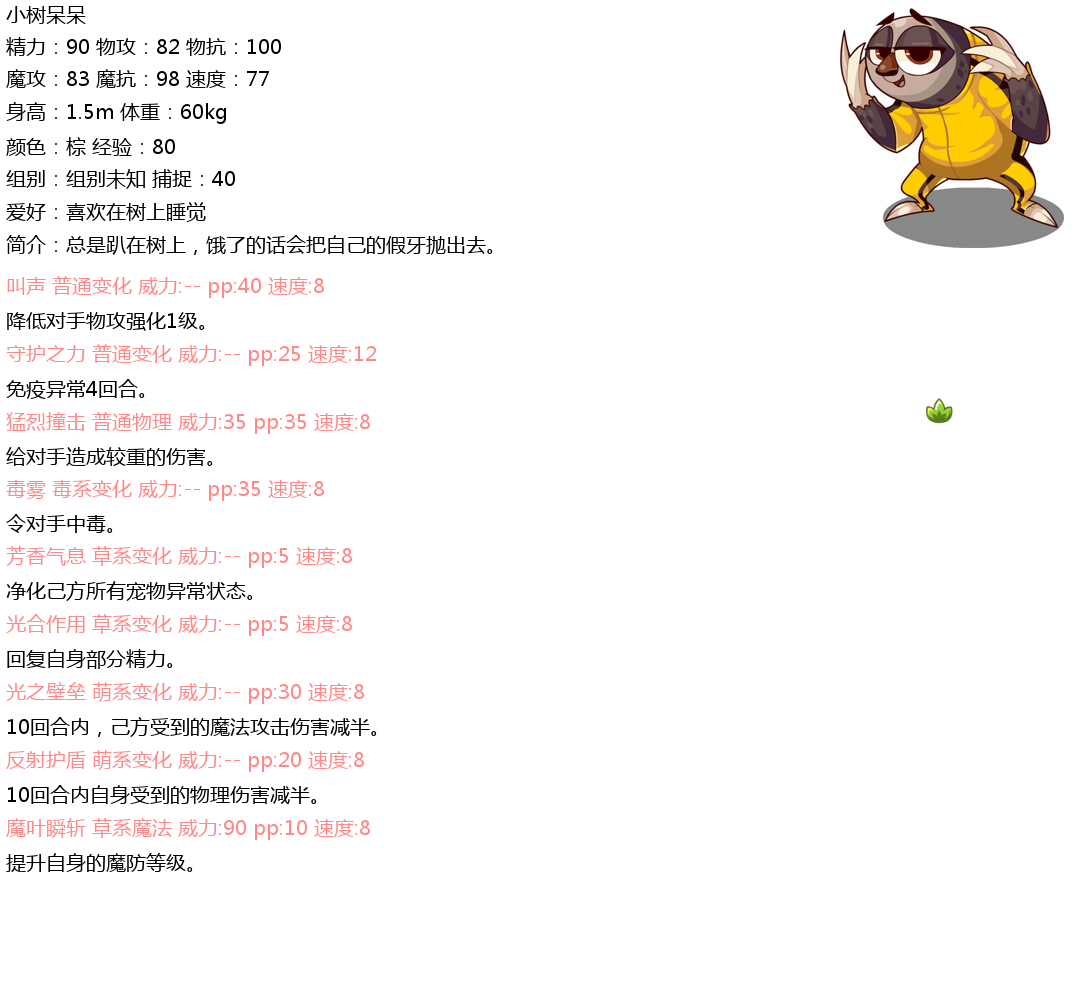 小树呆呆
精力：90 物攻：82 物抗：100
魔攻：83 魔抗：98 速度：77
身高：1.5m 体重：60kg
颜色：棕 经验：80
组别：组别未知 捕捉：40
爱好：喜欢在树上睡觉
简介：总是趴在树上，饿了的话会把自己的假牙抛出去。
叫声 普通变化 威力:-- pp:40 速度:8
降低对手物攻强化1级。
守护之力 普通变化 威力:-- pp:25 速度:12
免疫异常4回合。
猛烈撞击 普通物理 威力:35 pp:35 速度:8
给对手造成较重的伤害。
毒雾 毒系变化 威力:-- pp:35 速度:8
令对手中毒。
芳香气息 草系变化 威力:-- pp:5 速度:8
净化己方所有宠物异常状态。
光合作用 草系变化 威力:-- pp:5 速度:8
回复自身部分精力。
光之壁垒 萌系变化 威力:-- pp:30 速度:8
10回合内，己方受到的魔法攻击伤害减半。
反射护盾 萌系变化 威力:-- pp:20 速度:8
10回合内自身受到的物理伤害减半。
魔叶瞬斩 草系魔法 威力:90 pp:10 速度:8
提升自身的魔防等级。